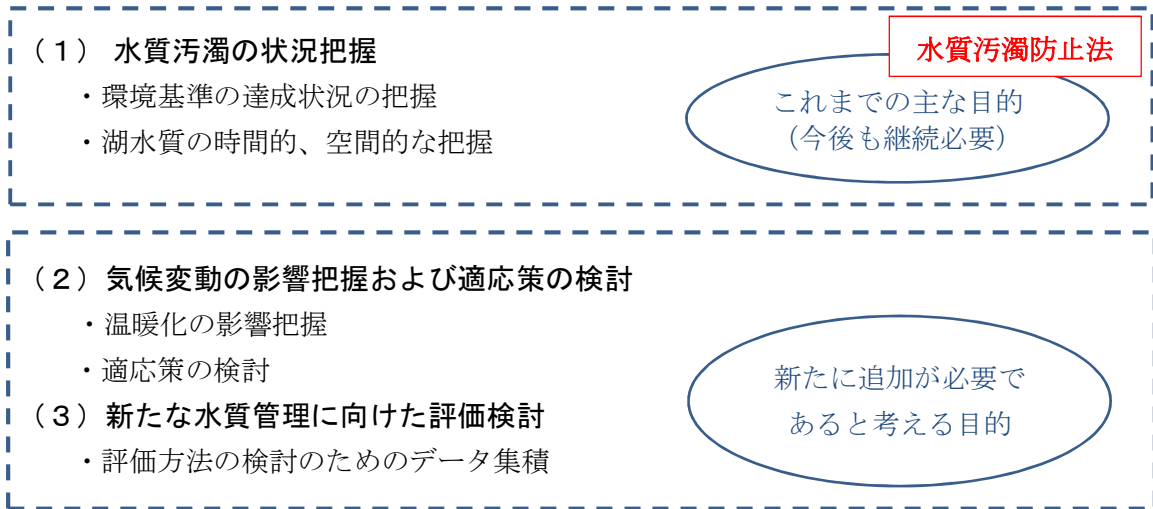 （１） 水質汚濁の状況把握
・環境基準の達成状況の把握
・湖水質の時間的、空間的な把握
水質汚濁防止法
これまでの主な目的
（今後も継続必要）
（２）気候変動の影響把握および適応策の検討
・温暖化の影響把握
・適応策の検討
（３）新たな水質管理に向けた評価検討
・評価方法の検討のためのデータ集積
新たに追加が必要で
あると考える目的